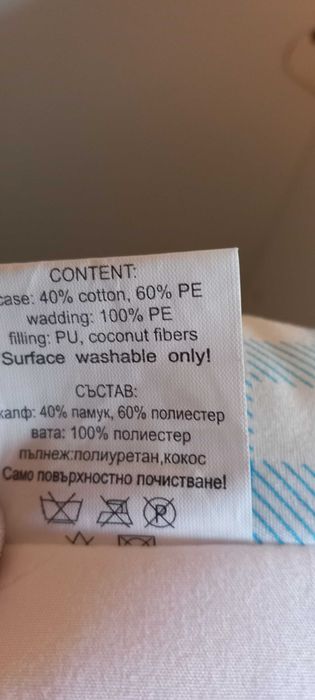 CONTENT:
case: 40% cotton, 60% PE
wadding: 100% PE
filling: PU, coconut fibers
Surface washable only!
СЪСТАВ:
калф: 40% памук, 60% полиестер
вата: 100% полиестер
пълнеж:полиуретан,кокос
Само повърхностно почистване!
P